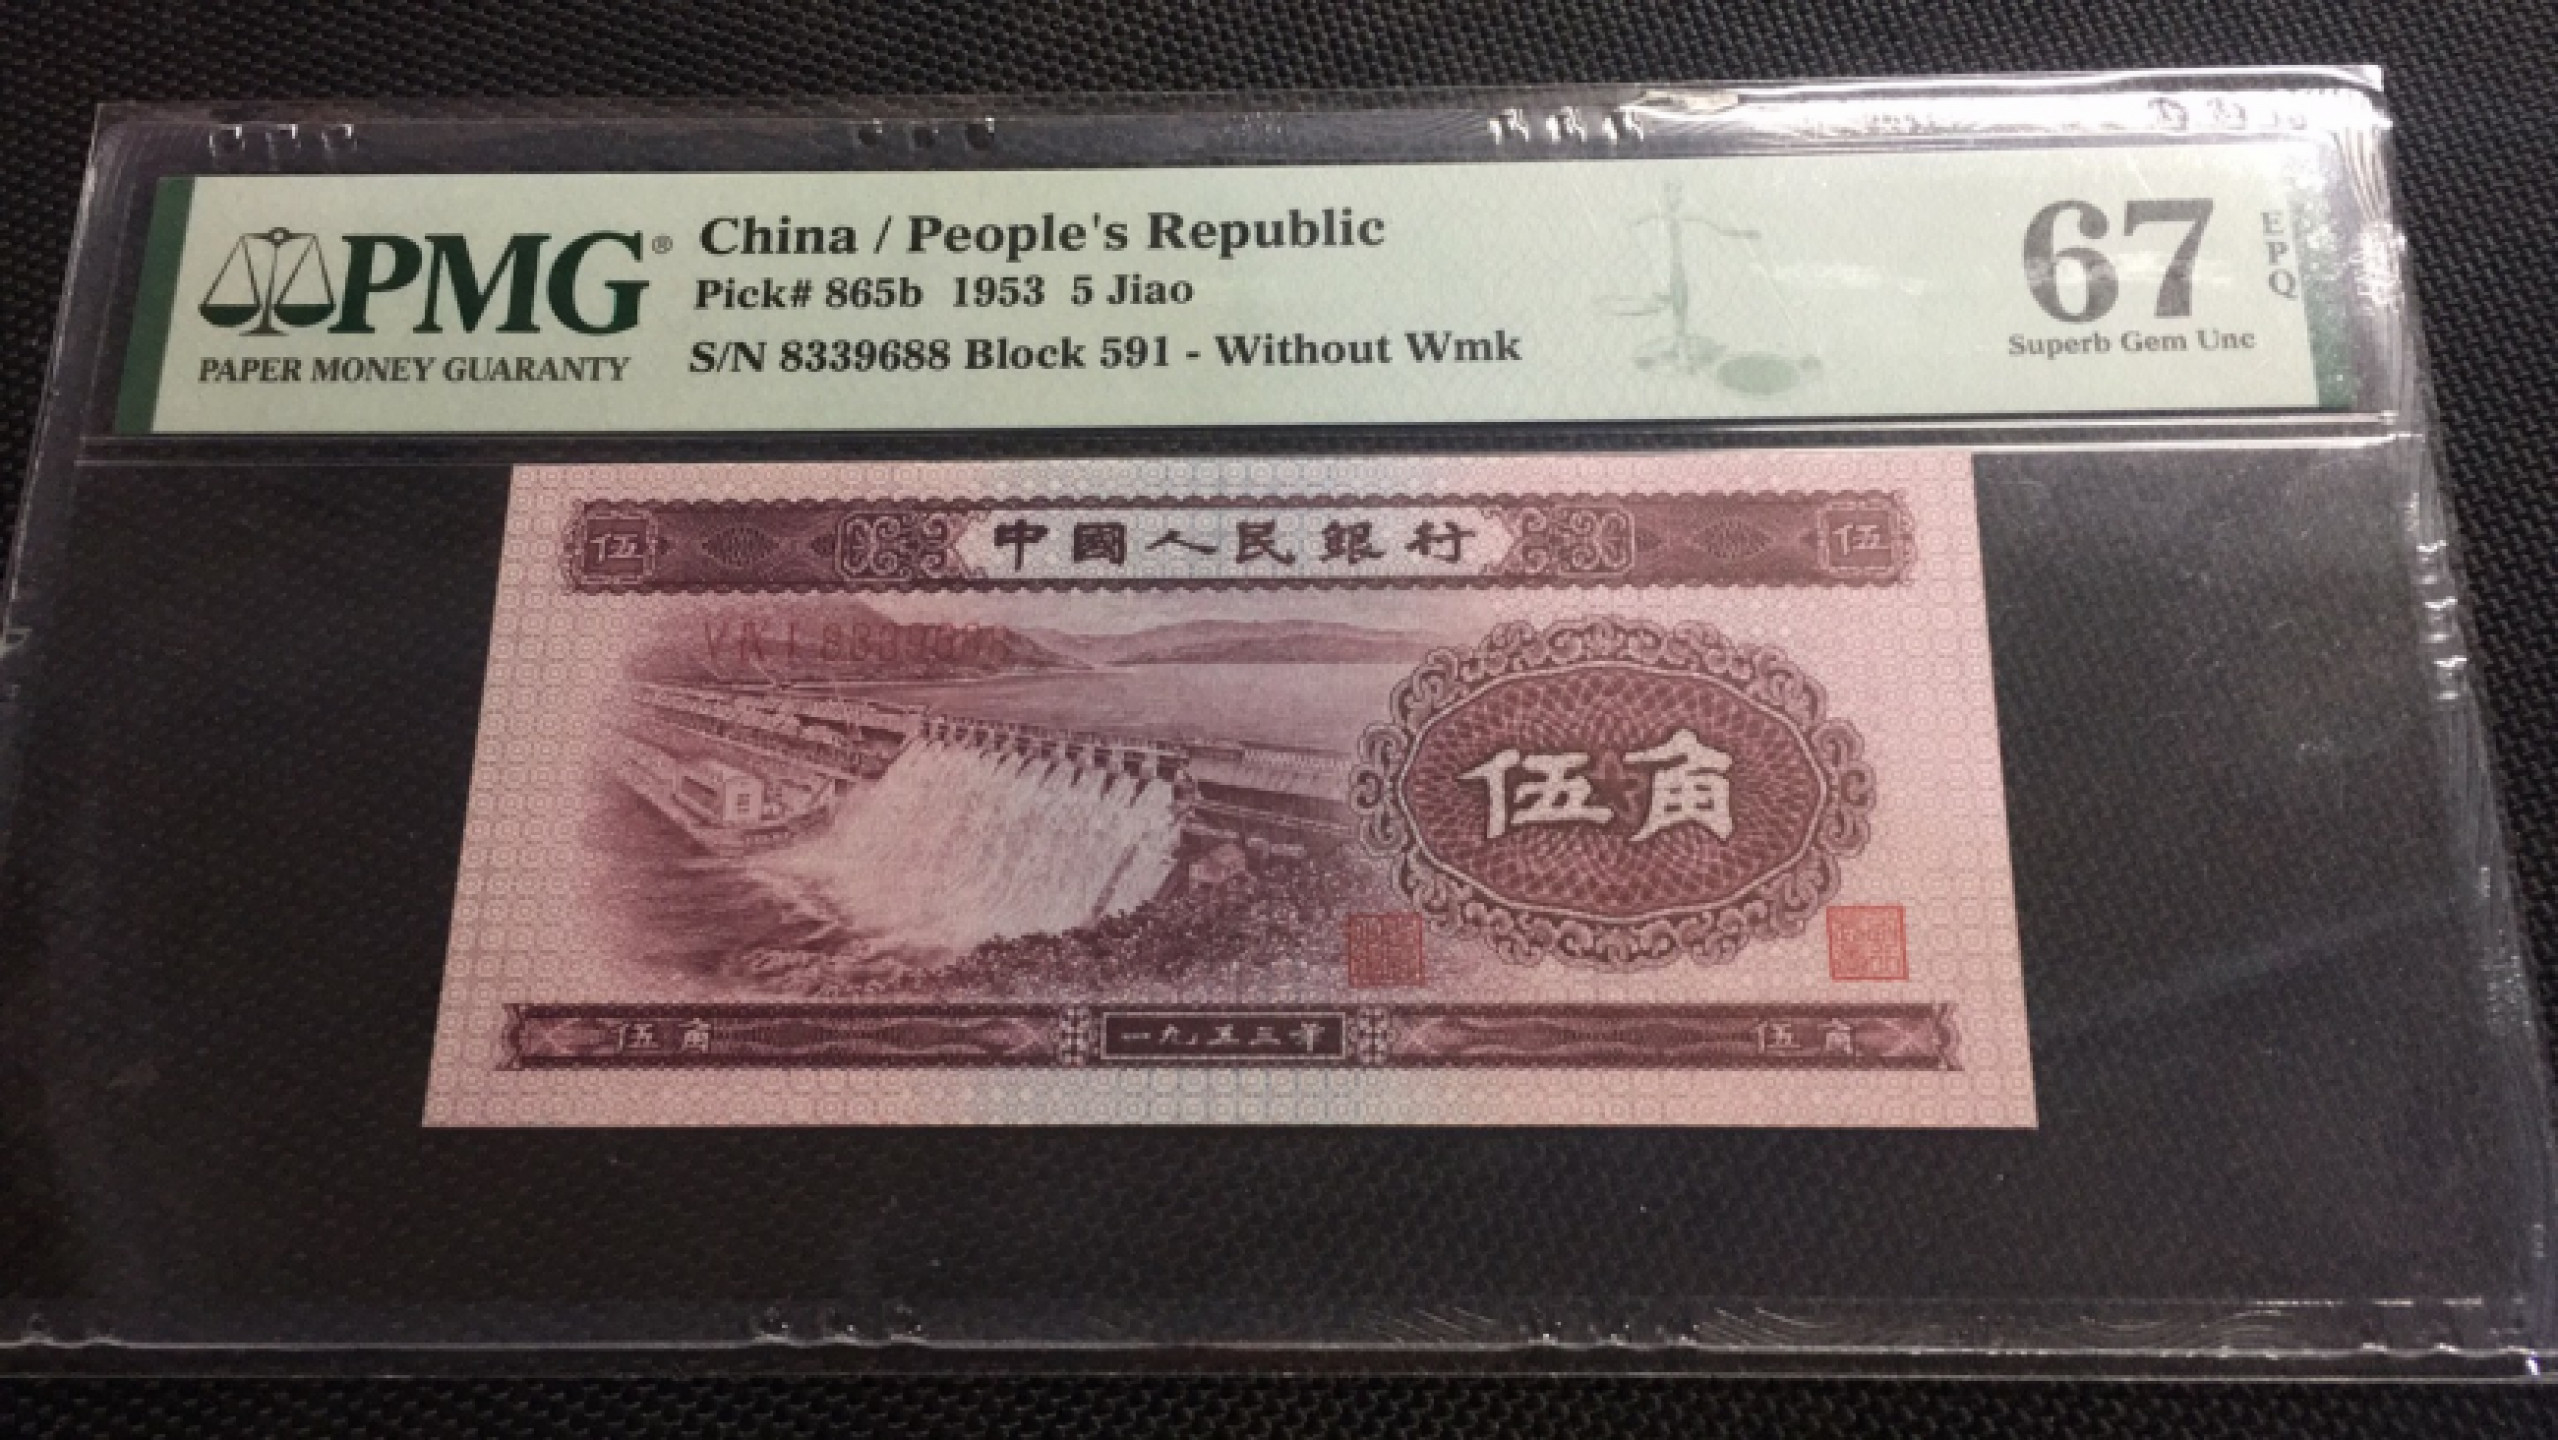 PMG®
PAPER MONEY GUARANTY
China / People's Republic
Pick# 865b 1953 5 Jiao
S/N 8339688 Block 591 - Without Wmk
67
EPQ
Superb Gem Unc
伍 中國人民銀行 伍
伍角
伍角 一九五三年 伍角